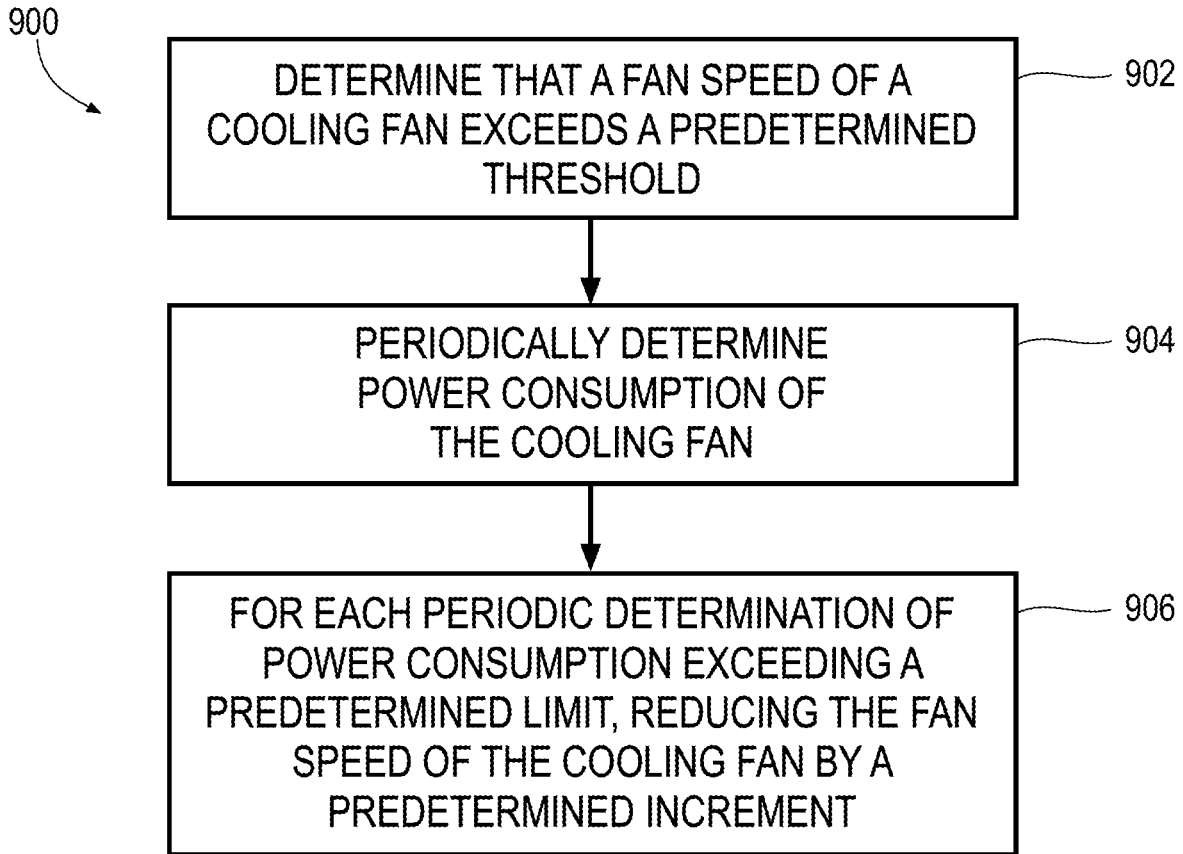 900
DETERMINE THAT A FAN SPEED OF A
COOLING FAN EXCEEDS A PREDETERMINED
THRESHOLD
902
PERIODICALLY DETERMINE
POWER CONSUMPTION OF
THE COOLING FAN
904
FOR EACH PERIODIC DETERMINATION OF
POWER CONSUMPTION EXCEEDING A
PREDETERMINED LIMIT, REDUCING THE FAN
SPEED OF THE COOLING FAN BY A
PREDETERMINED INCREMENT
906